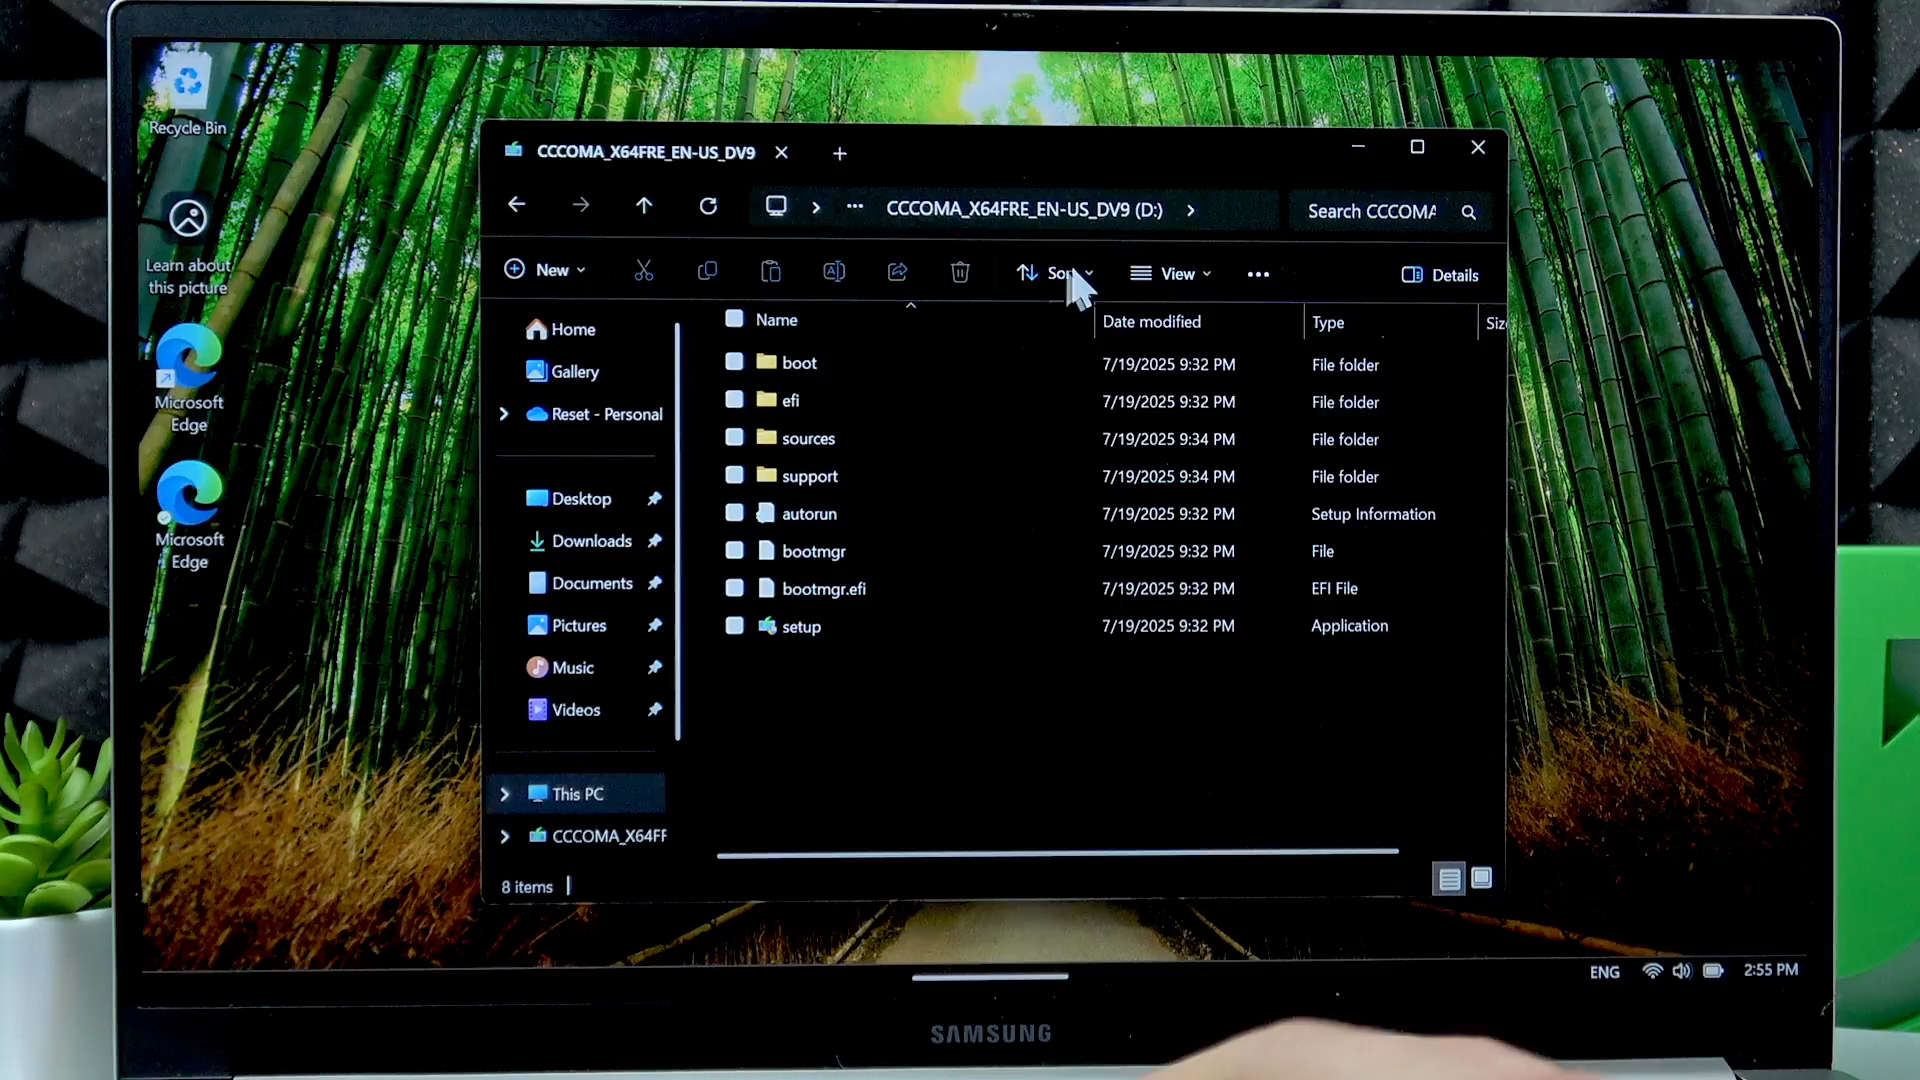 Recycle Bin
Learn about
this picture
Microsoft
Edge
Microsoft
Edge
CCCOMA_X64FRE_EN-US_DV9
CCCOMA_X64FRE_EN-US_DV9 (D:)
Search CCCOMA
New
View
Details
Name
Date modified
Type
boot
7/19/2025 9:32 PM
File folder
efi
7/19/2025 9:32 PM
File folder
sources
7/19/2025 9:34 PM
File folder
support
7/19/2025 9:34 PM
File folder
autorun
7/19/2025 9:32 PM
Setup Information
bootmgr
7/19/2025 9:32 PM
File
bootmgr.efi
7/19/2025 9:32 PM
EFI File
setup
7/19/2025 9:32 PM
Application
Home
Gallery
Reset - Personal
Desktop
Downloads
Documents
Pictures
Music
Videos
This PC
CCCOMA_X64FF
8 items
ENG
2:55 PM
SAMSUNG